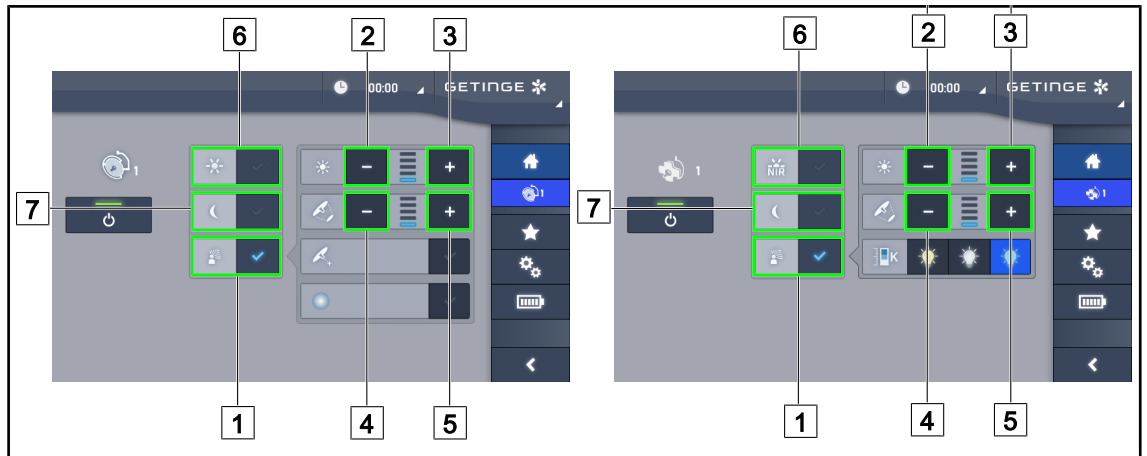 6 2 3 6 2 3
00:00 GETINGE 00:00 GETINGE
1 − + NIR 1 − + 1
1
7 − + 7 − +
K
1 4 5 1 4 5